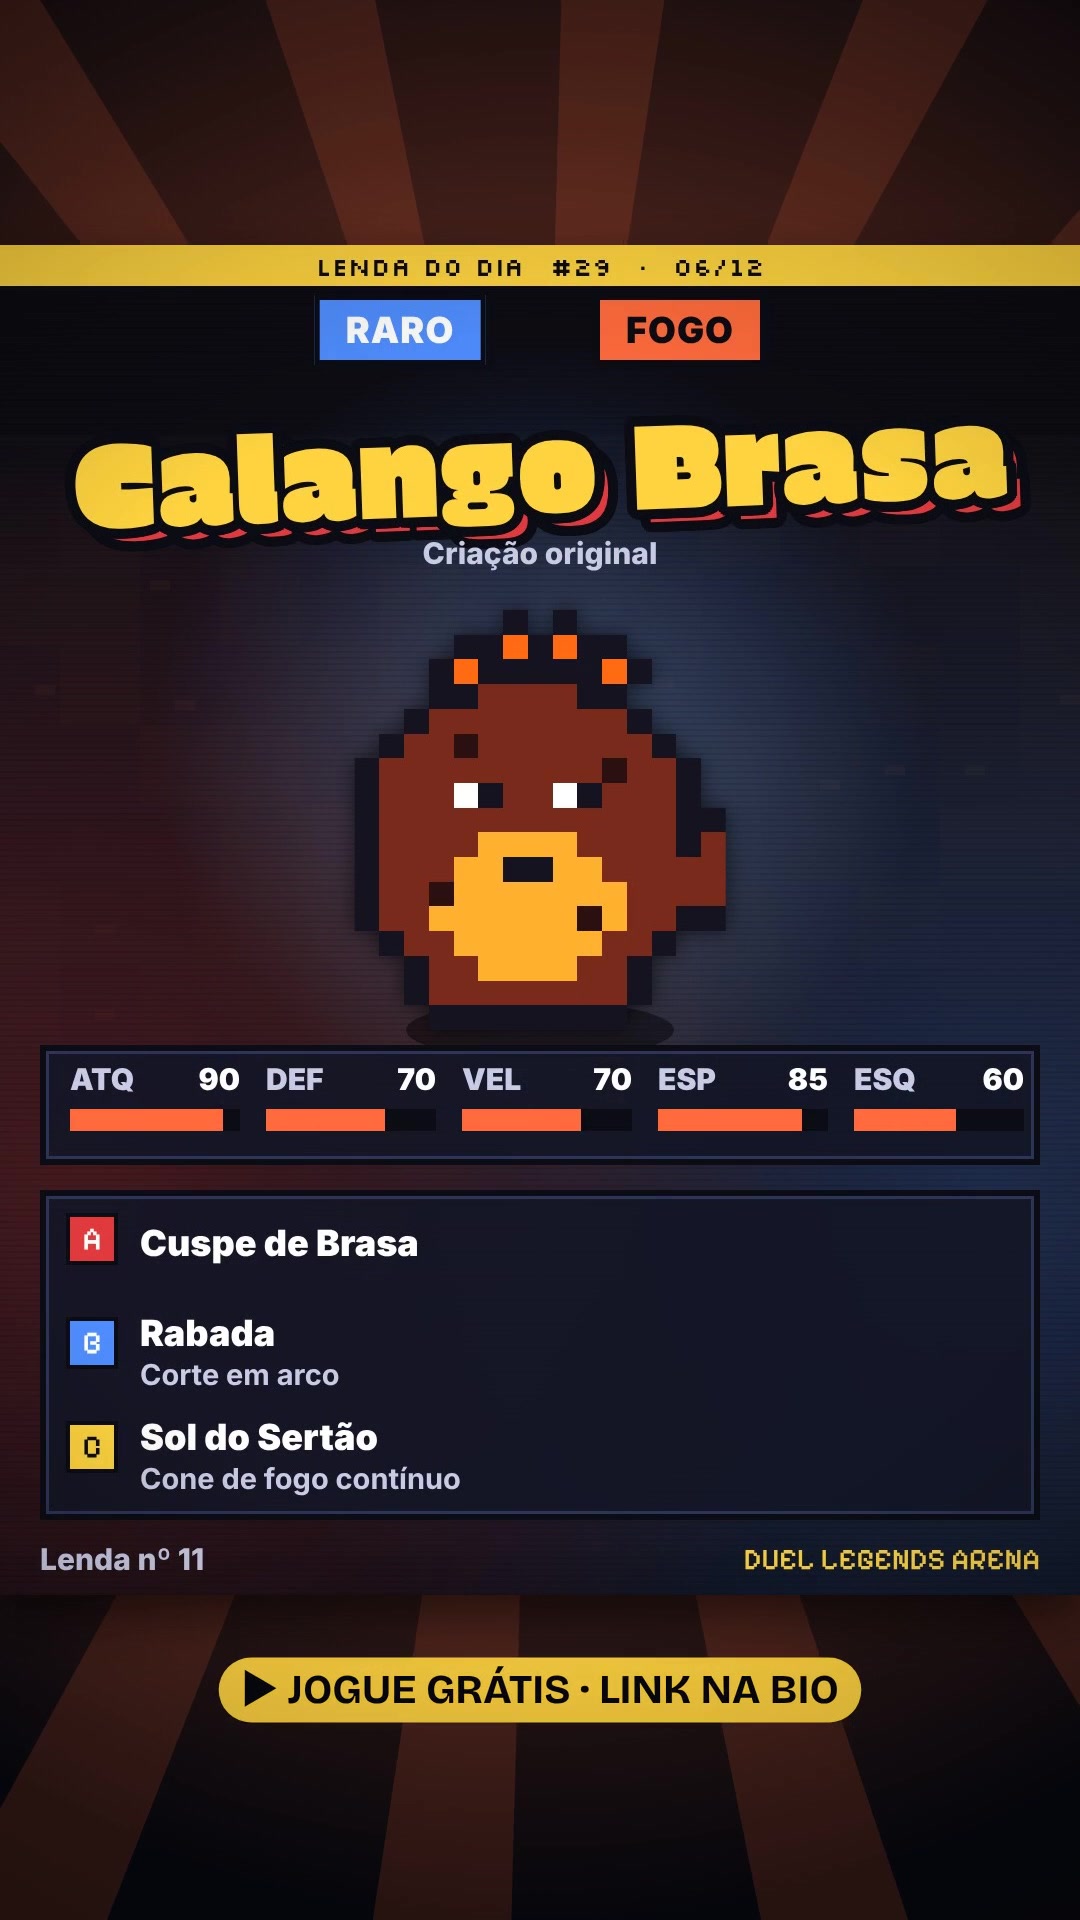 LENDA DO DIA #29 · 06/12
RARO FOGO
Calango Brasa
Criação original
ATQ 90 DEF 70 VEL 70 ESP 85 ESQ 60
A Cuspe de Brasa
B Rabada
Corte em arco
C Sol do Sertão
Cone de fogo contínuo
Lenda nº 11 DUEL LEGENDS ARENA
▶ JOGUE GRÁTIS · LINK NA BIO